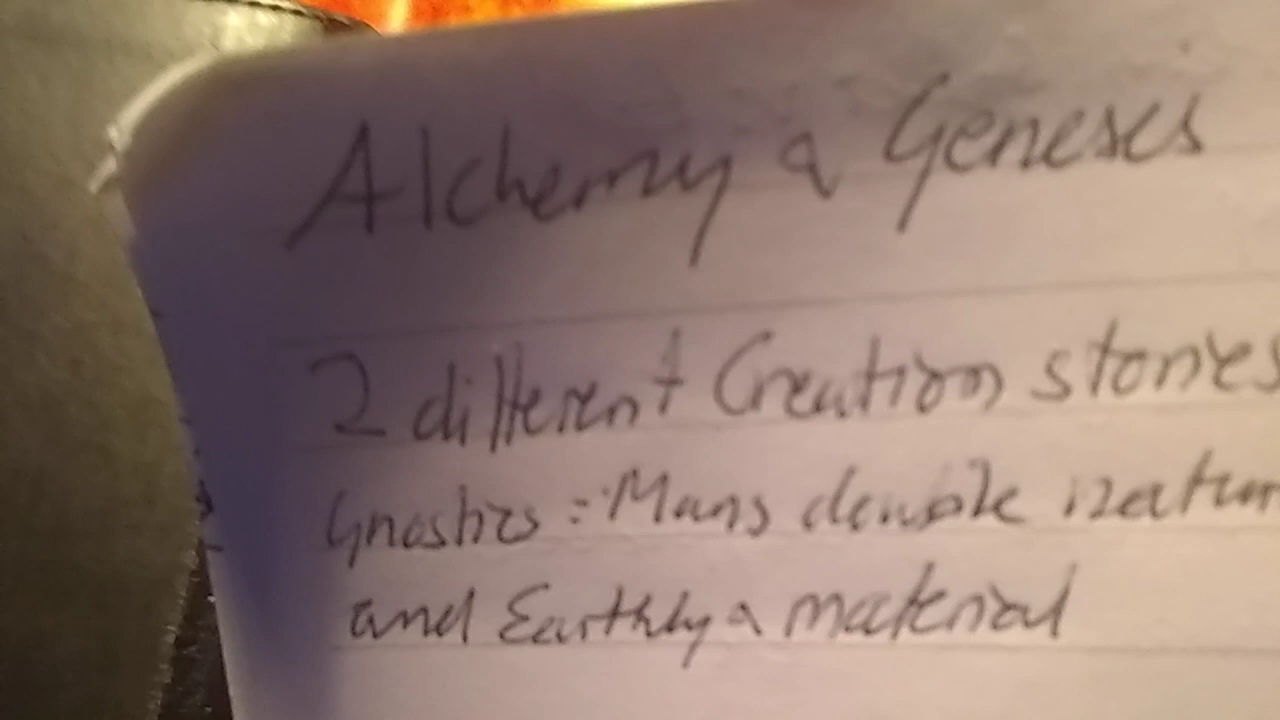 Alchemy & Geneses
2 different Creation stories
Gnostics: Mans double natur
and Earthly & material